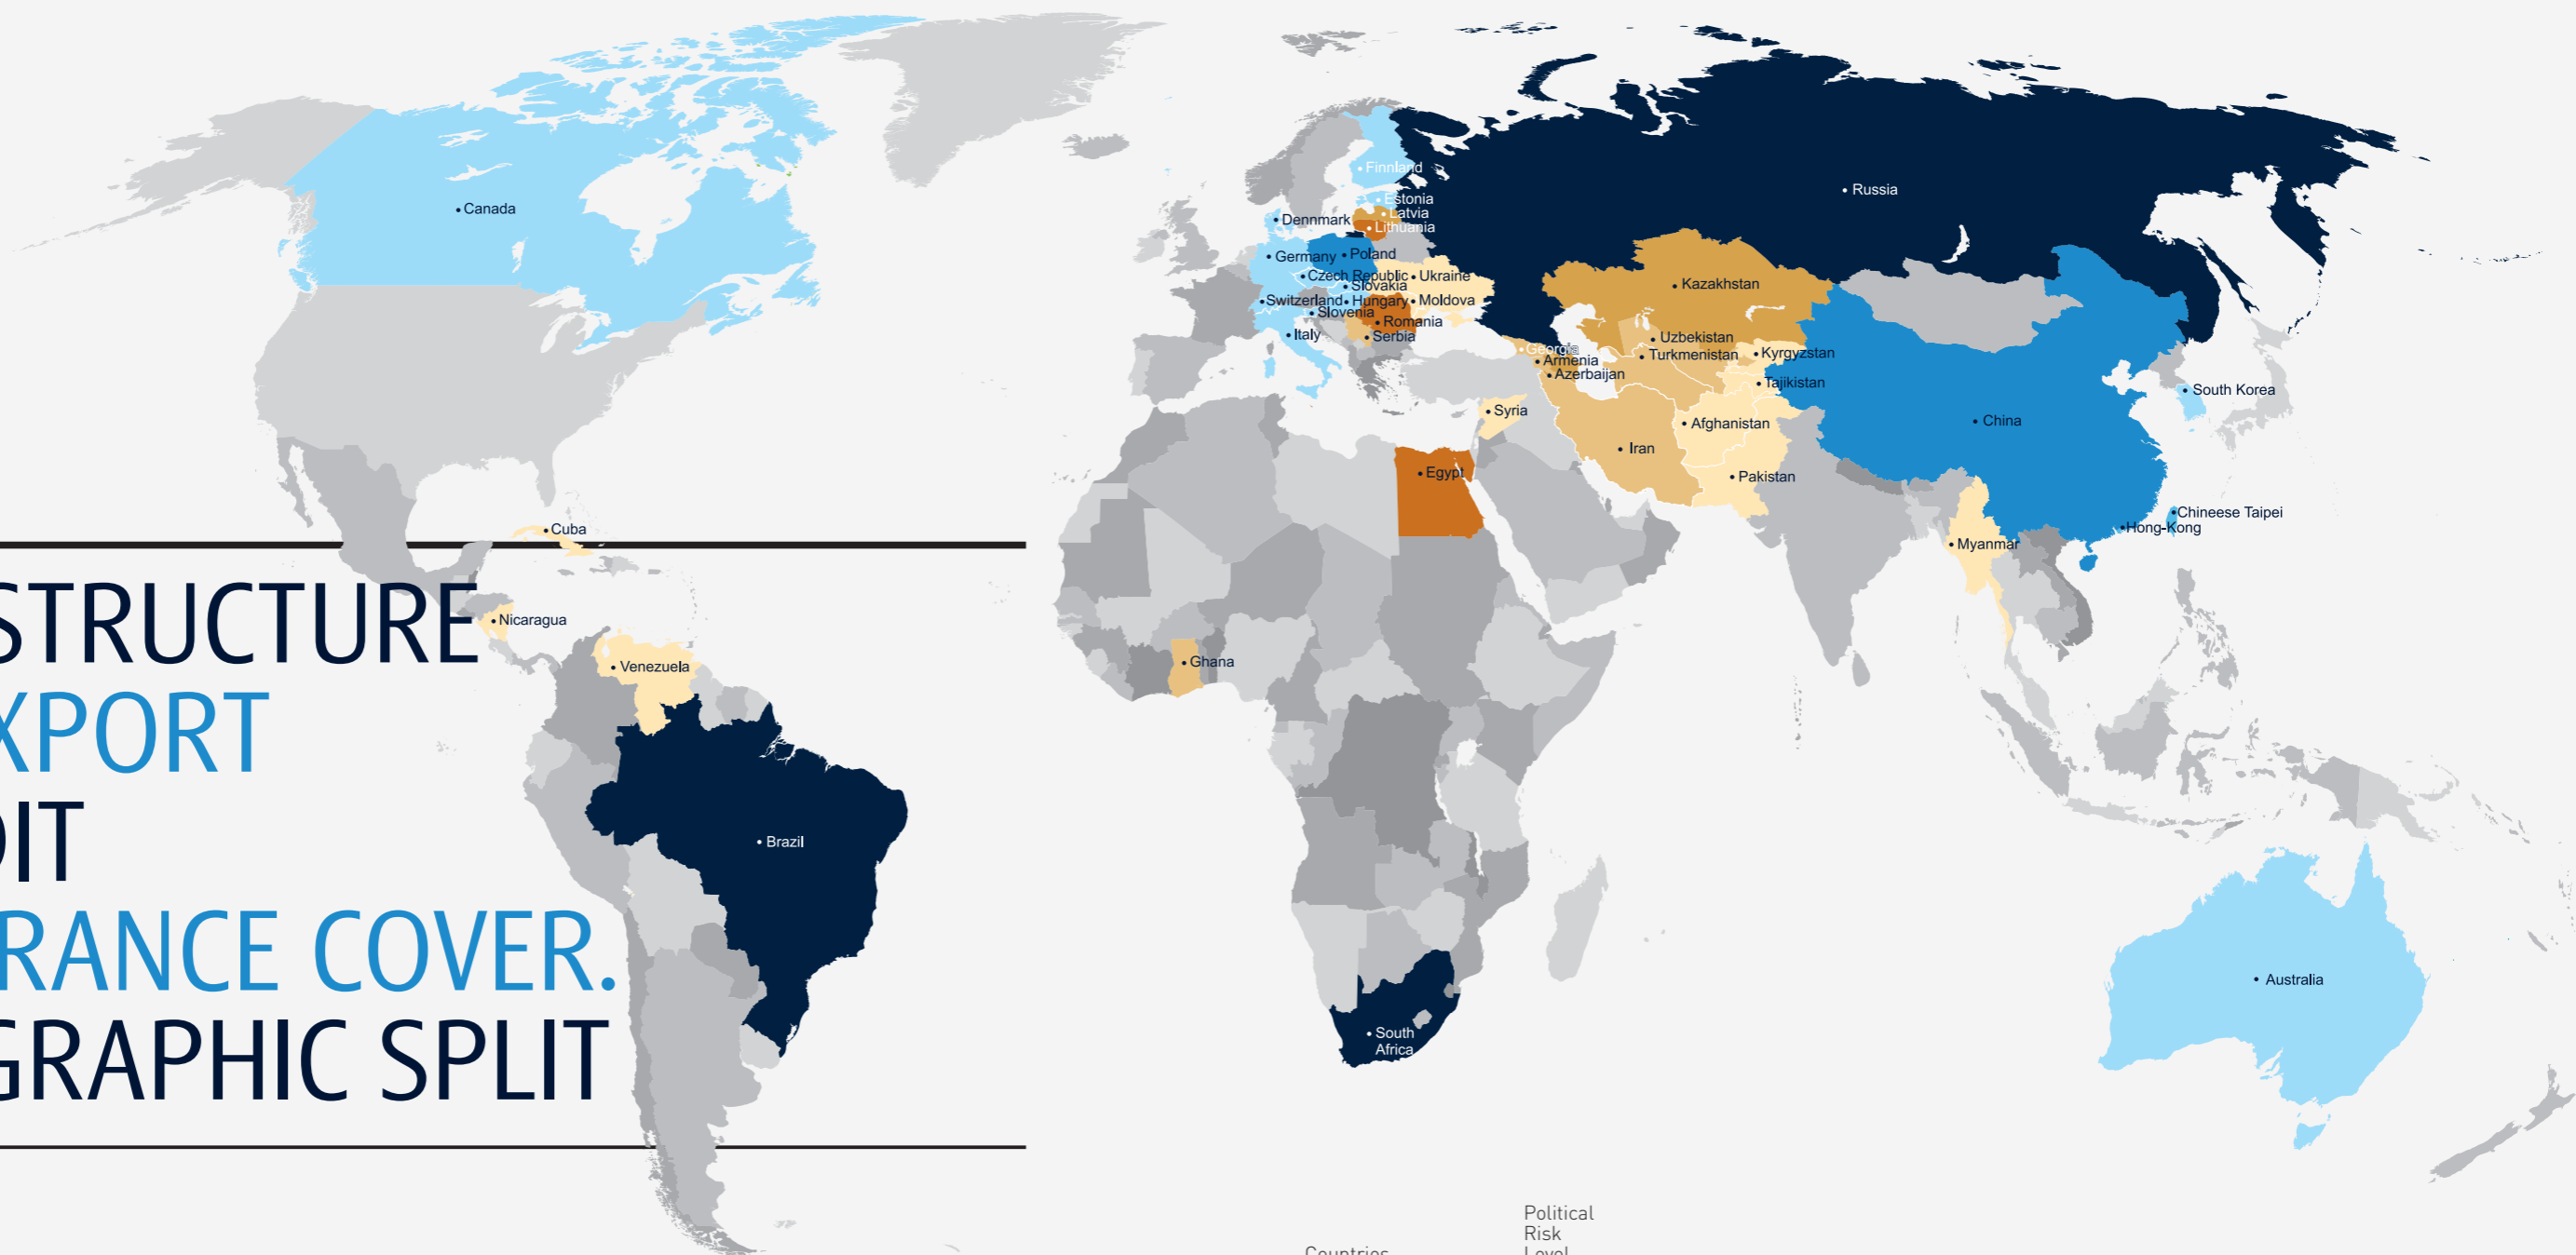 Canada
Russia
Finnland
Estonia
Latvia
Lithuania
Dennmark
Germany
Poland
Czech Republic
Ukraine
Slovakia
Switzerland
Hungary
Moldova
Slovenia
Romania
Italy
Serbia
Kazakhstan
Uzbekistan
Georgia
Armenia
Turkmenistan
Kyrgyzstan
Azerbaijan
Tajikistan
South Korea
Syria
Afghanistan
China
Iran
Egypt
Pakistan
Chineese Taipei
Hong-Kong
Cuba
Myanmar
Nicaragua
Ghana
Venezuela
Brazil
Australia
South
Africa
STRUCTURE
XPORT
DIT
RANCE COVER.
GRAPHIC SPLIT
Political
Risk
Level
Countries